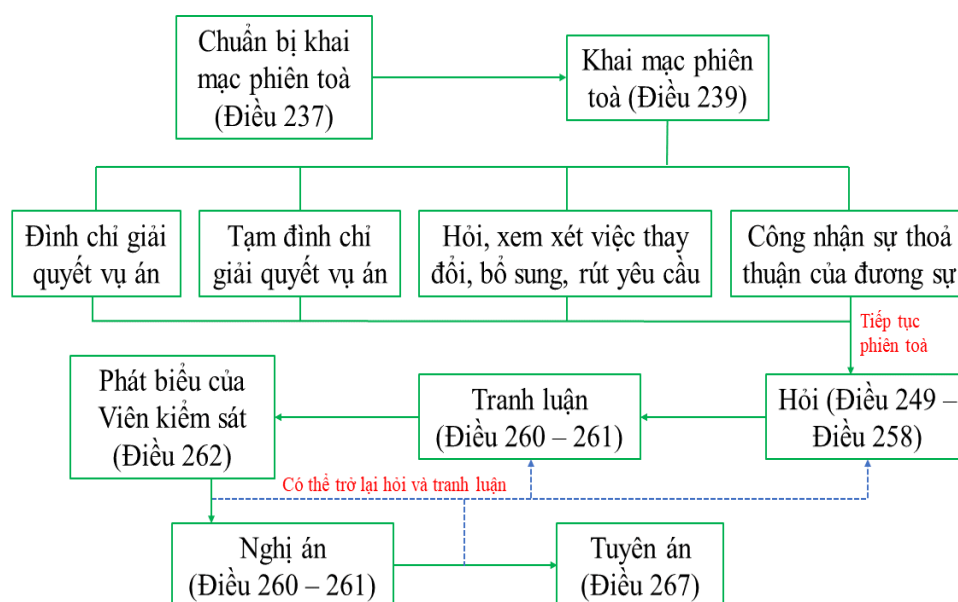 Chuẩn bị khai
mạc phiên toà
(Điều 237)
Khai mạc phiên
toà (Điều 239)
Đình chỉ giải
quyết vụ án
Tạm đình chỉ
giải quyết vụ án
Hỏi, xem xét việc thay
đổi, bổ sung, rút yêu cầu
Công nhận sự thoả
thuận của đương sự
Tiếp tục
phiên toà
Phát biểu của
Viên kiểm sát
(Điều 262)
Tranh luận
(Điều 260 – 261)
Hỏi (Điều 249 –
Điều 258)
Có thể trở lại hỏi và tranh luận
Nghị án
(Điều 260 – 261)
Tuyên án
(Điều 267)